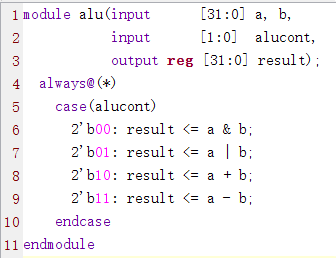 1 module alu(input      [31:0] a, b,
2            input      [1:0]  alucont,
3            output reg [31:0] result);
4   always@(*)
5     case(alucont)
6       2'b00: result <= a & b;
7       2'b01: result <= a | b;
8       2'b10: result <= a + b;
9       2'b11: result <= a - b;
10     endcase
11 endmodule